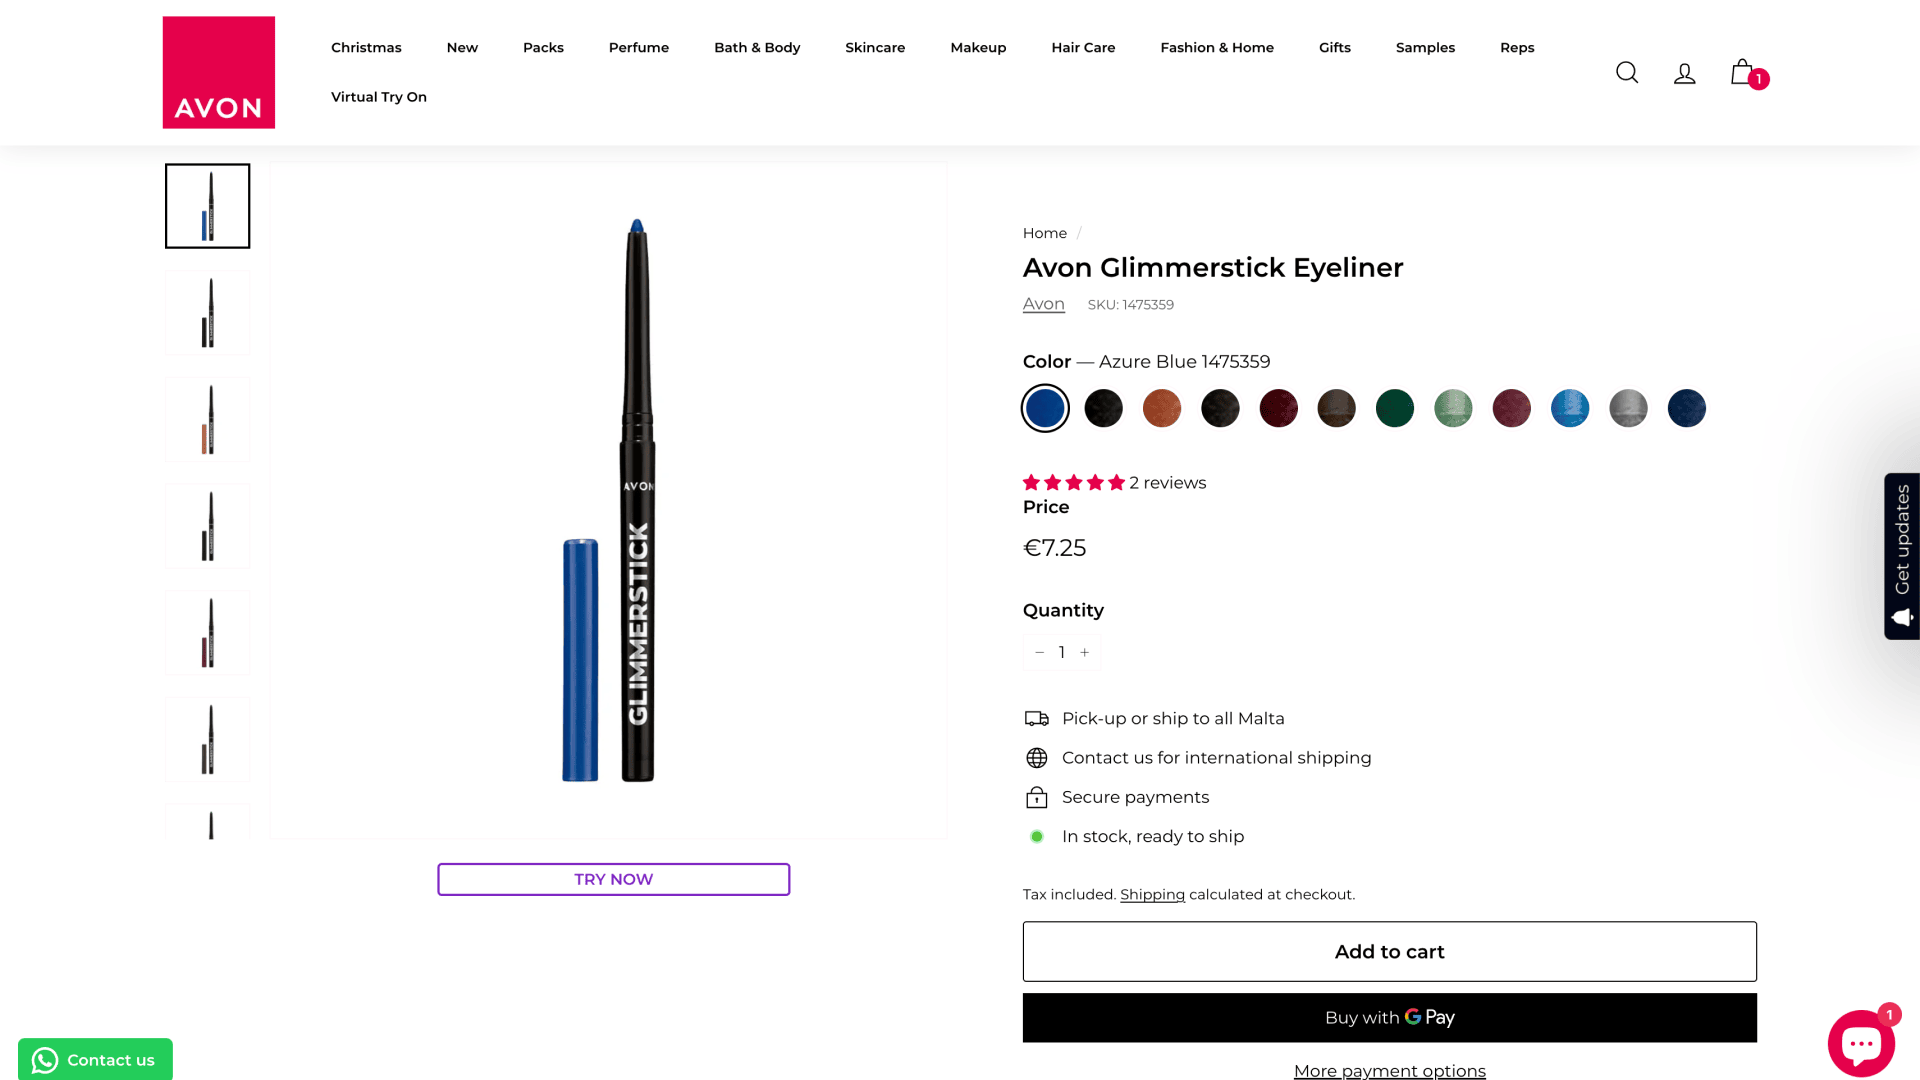 Christmas
New
Packs
Perfume
Bath & Body
Skincare
Makeup
Hair Care
Fashion & Home
Gifts
Samples
Reps
Virtual Try On
AVON
1
Home /
Avon Glimmerstick Eyeliner
Avon SKU: 1475359
Color — Azure Blue 1475359
2 reviews
Price
€7.25
Quantity
− 1 +
Pick-up or ship to all Malta
Contact us for international shipping
Secure payments
In stock, ready to ship
Tax included. Shipping calculated at checkout.
Add to cart
Buy with G Pay
More payment options
AVON
GLIMMERSTICK
TRY NOW
Get updates
Contact us
1